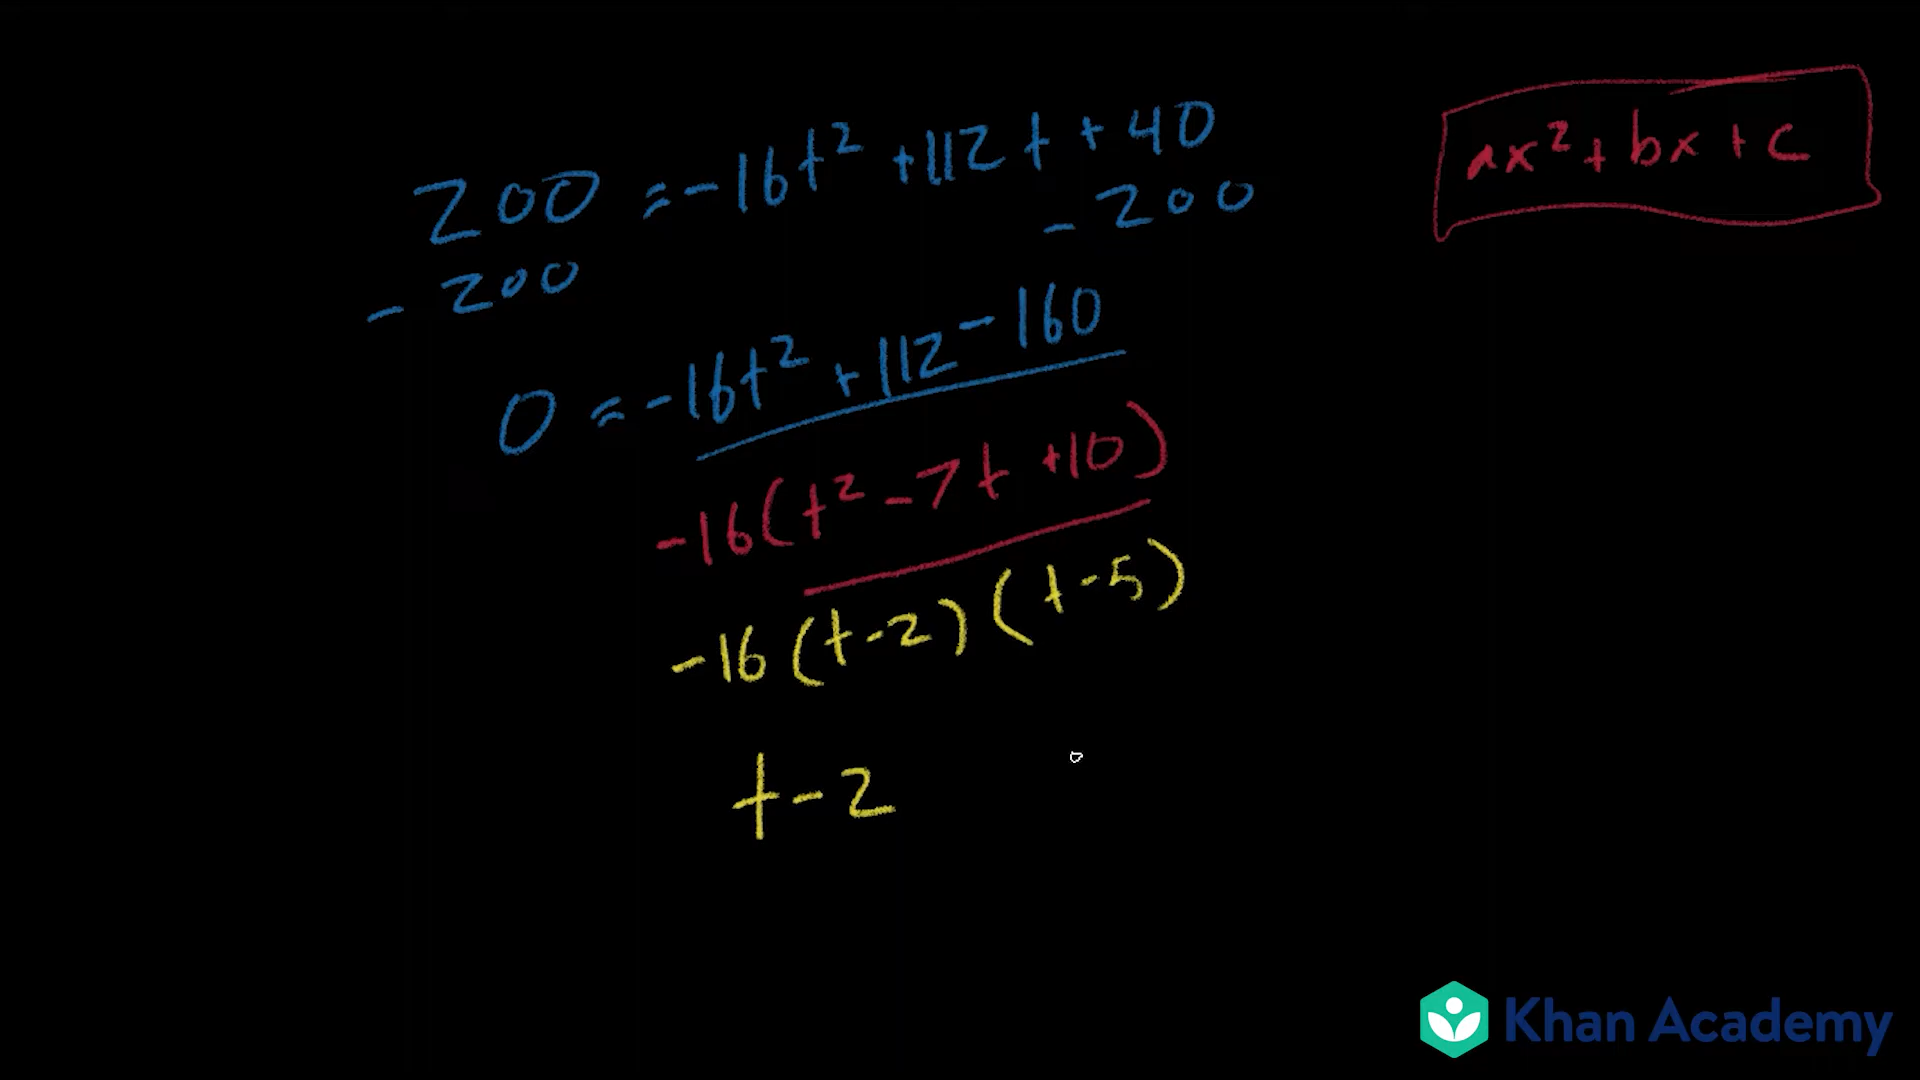 200 = -16t² + 112t + 40
- 200
- 200
ax² + bx + c
0 = -16t² + 112 - 160
-16(t² - 7t + 10)
-16(t - 2)(t - 5)
t - 2
Khan Academy